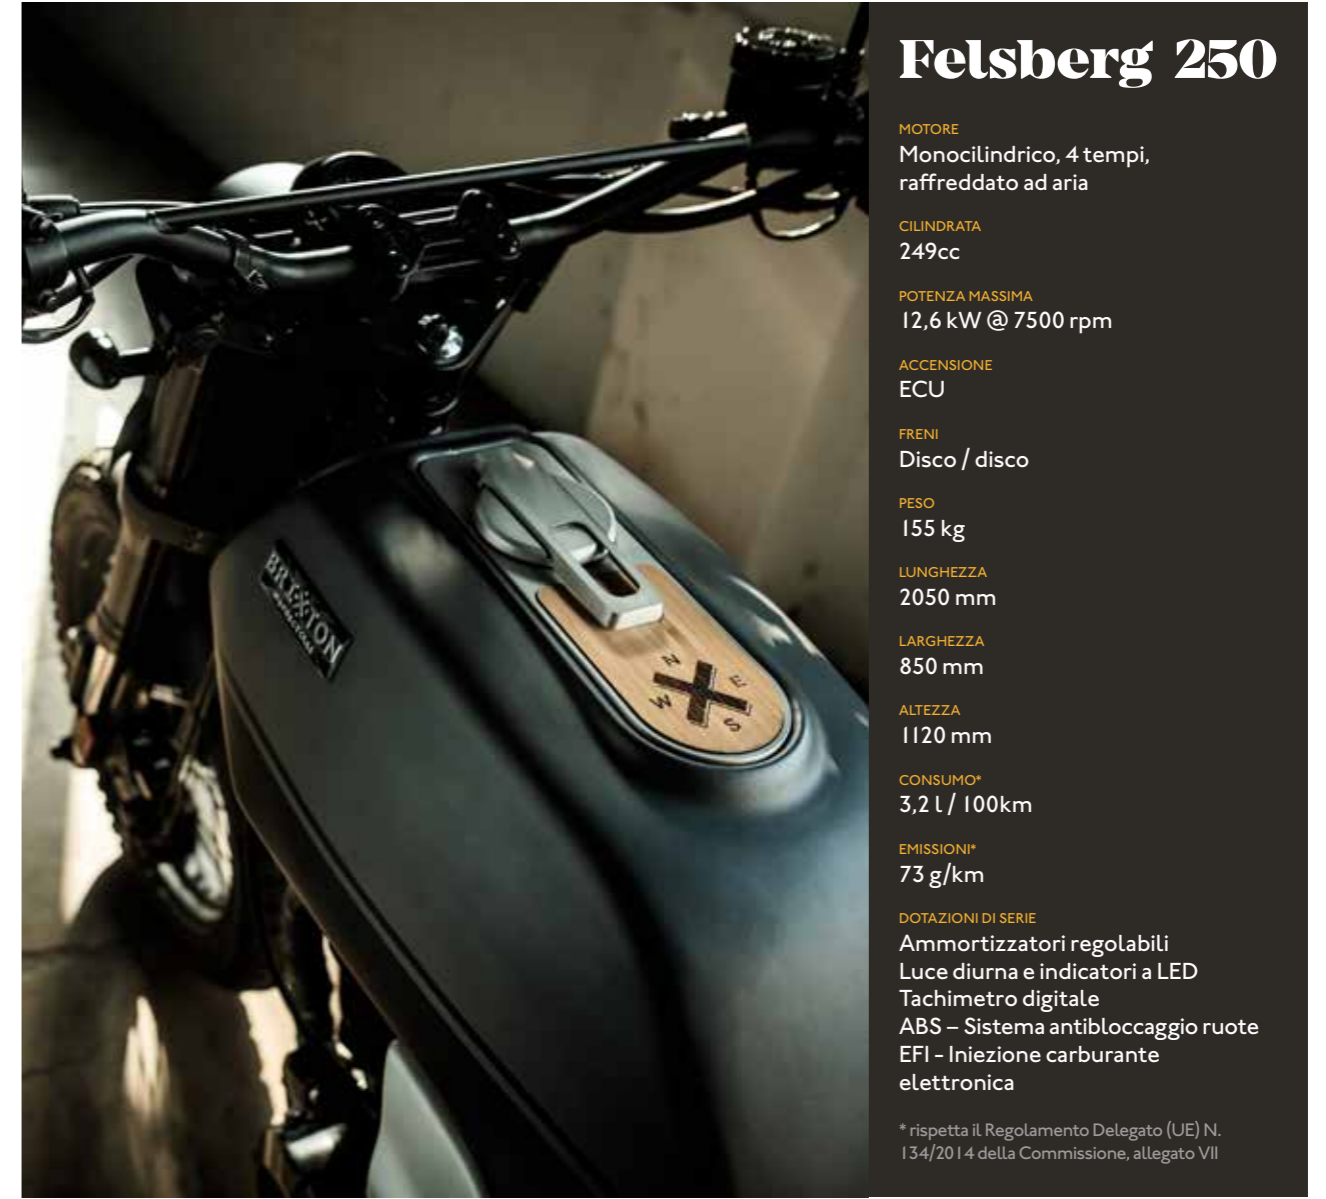 Felsberg 250
MOTORE
Monocilindrico, 4 tempi,
raffreddato ad aria
CILINDRATA
249cc
POTENZA MASSIMA
12,6 kW @ 7500 rpm
ACCENSIONE
ECU
FRENI
Disco / disco
PESO
155 kg
LUNGHEZZA
2050 mm
LARGHEZZA
850 mm
ALTEZZA
1120 mm
CONSUMO*
3,2 l / 100km
EMISSIONI*
73 g/km
DOTAZIONI DI SERIE
Ammortizzatori regolabili
Luce diurna e indicatori a LED
Tachimetro digitale
ABS – Sistema antibloccaggio ruote
EFI - Iniezione carburante
elettronica
* rispetta il Regolamento Delegato (UE) N.
134/2014 della Commissione, allegato VII
BRIXTON
N
E
W
S